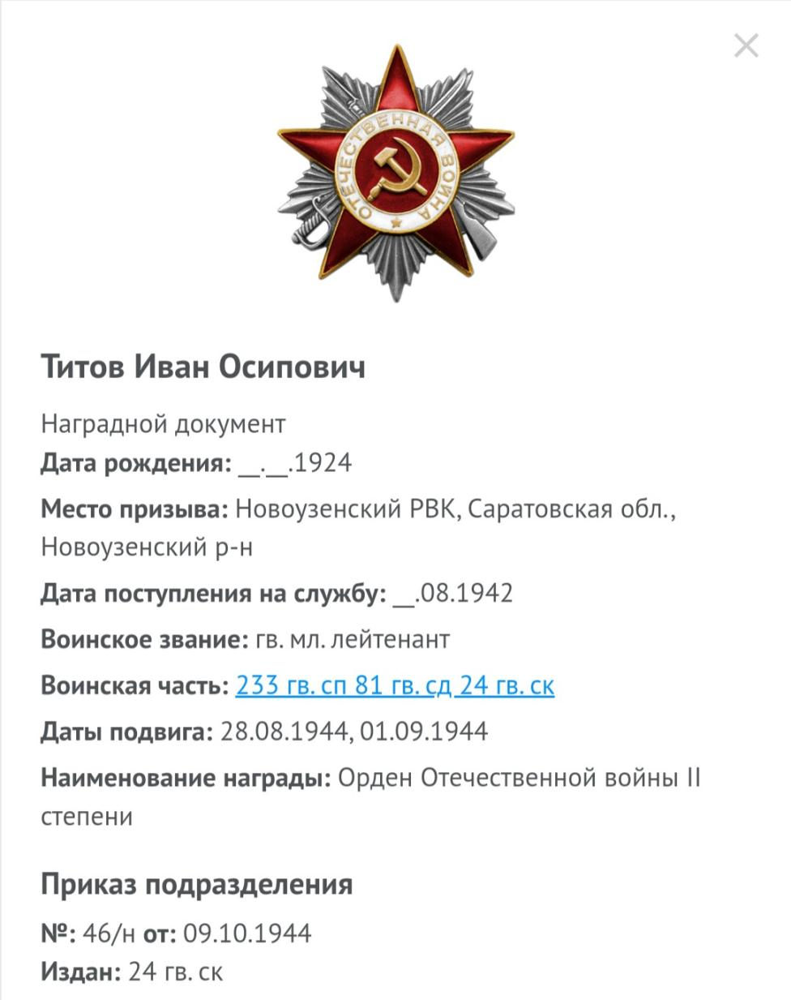 ОТЕЧЕСТВЕННАЯ ВОЙНА
Титов Иван Осипович
Наградной документ
Дата рождения: __.__.1924
Место призыва: Новоузенский РВК, Саратовская обл.,
Новоузенский р-н
Дата поступления на службу: __.08.1942
Воинское звание: гв. мл. лейтенант
Воинская часть: 233 гв. сп 81 гв. сд 24 гв. ск
Даты подвига: 28.08.1944, 01.09.1944
Наименование награды: Орден Отечественной войны II
степени
Приказ подразделения
№: 46/н от: 09.10.1944
Издан: 24 гв. ск